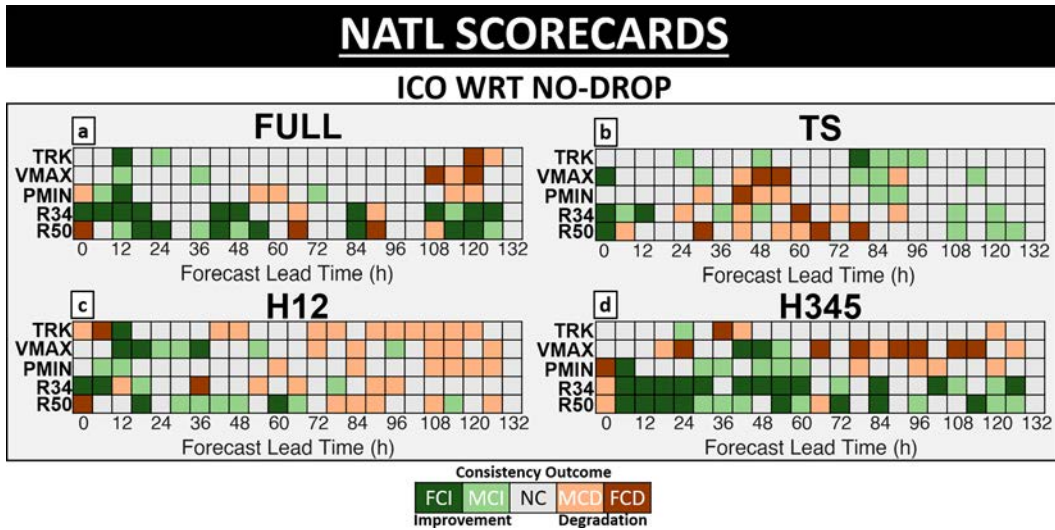 NATL SCORECARDS
ICO WRT NO-DROP
a FULL
TRK
VMAX
PMIN
R34
R50
0 12 24 36 48 60 72 84 96 108 120 132
Forecast Lead Time (h)
b TS
TRK
VMAX
PMIN
R34
R50
0 12 24 36 48 60 72 84 96 108 120 132
Forecast Lead Time (h)
c H12
TRK
VMAX
PMIN
R34
R50
0 12 24 36 48 60 72 84 96 108 120 132
Forecast Lead Time (h)
d H345
TRK
VMAX
PMIN
R34
R50
0 12 24 36 48 60 72 84 96 108 120 132
Forecast Lead Time (h)
Consistency Outcome
FCI MCI NC MCD FCD
Improvement Degradation